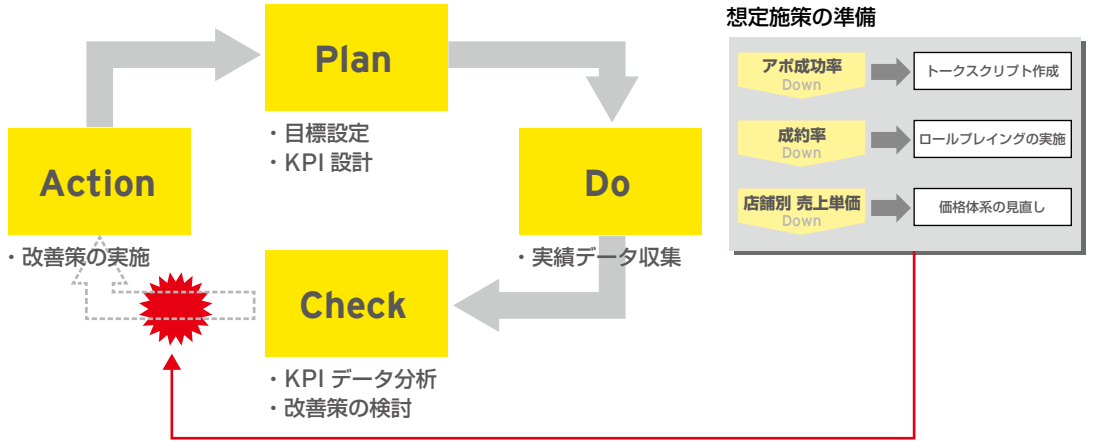 Plan
・目標設定
・KPI 設計
Do
・実績データ収集
Check
・KPI データ分析
・改善策の検討
Action
・改善策の実施
想定施策の準備
アポ成功率
Down
トークスクリプト作成
成約率
Down
ロールプレイングの実施
店舗別 売上単価
Down
価格体系の見直し